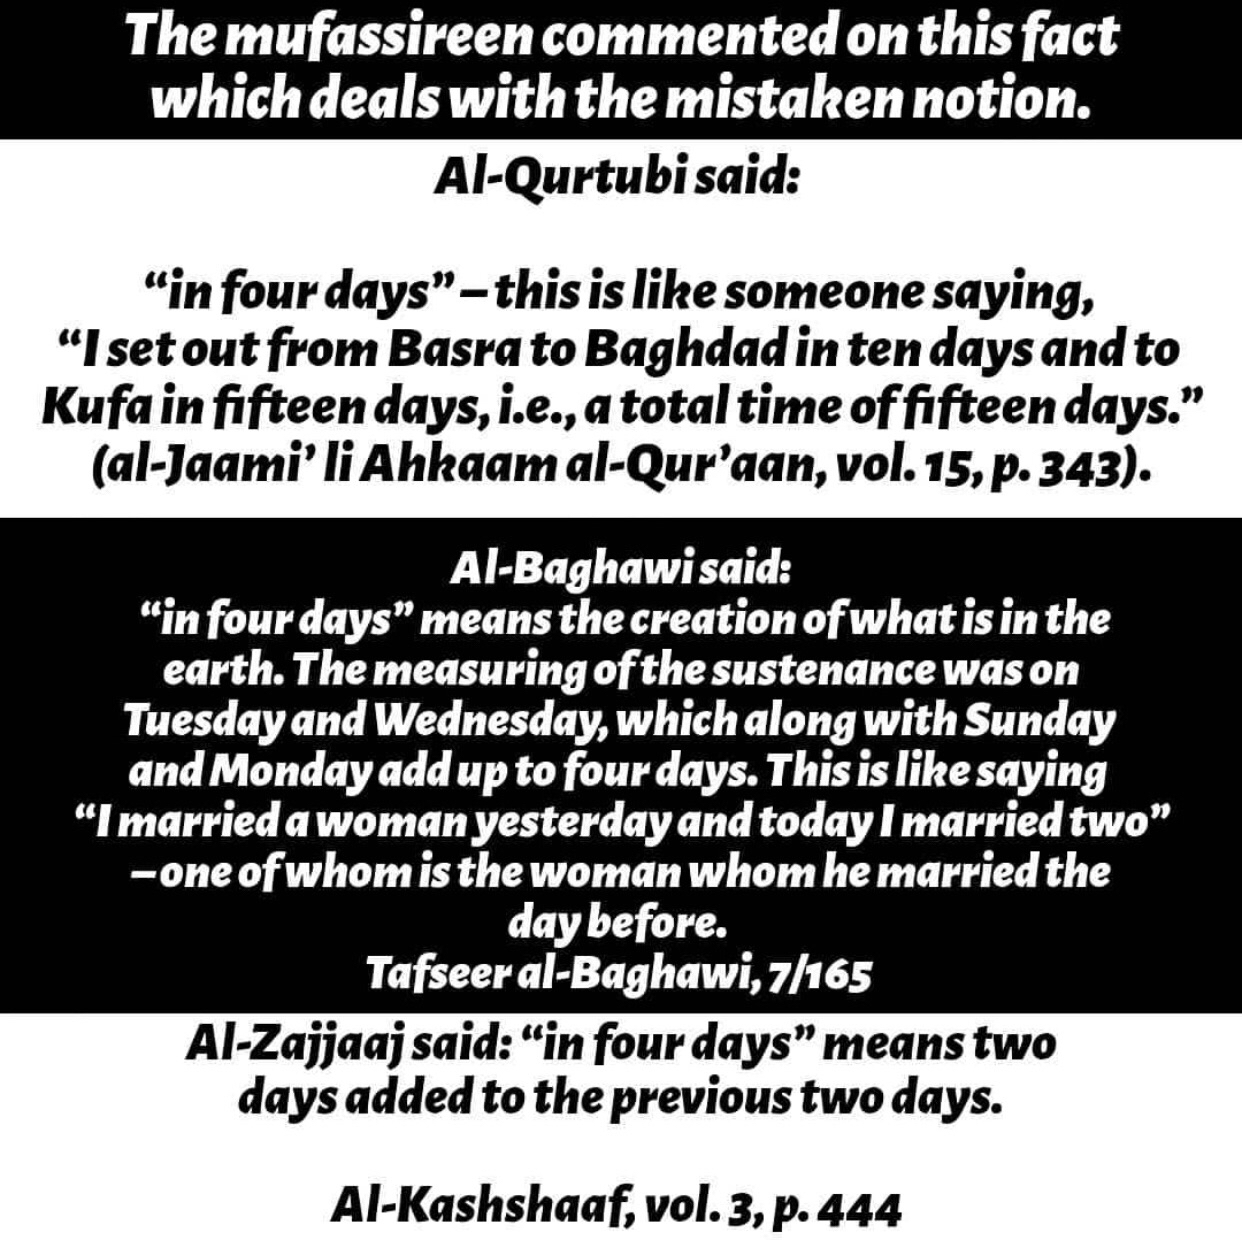 The mufassireen commented on this fact
which deals with the mistaken notion.
Al-Qurtubi said:
“in four days” – this is like someone saying,
“I set out from Basra to Baghdad in ten days and to
Kufa in fifteen days, i.e., a total time of fifteen days.”
(al-Jaami’ li Ahkaam al-Qur’aan, vol. 15, p. 343).
Al-Baghawi said:
“in four days” means the creation of what is in the
earth. The measuring of the sustenance was on
Tuesday and Wednesday, which along with Sunday
and Monday add up to four days. This is like saying
“I married a woman yesterday and today I married two”
– one of whom is the woman whom he married the
day before.
Tafseer al-Baghawi, 7/165
Al-Zajjaaj said: “in four days” means two
days added to the previous two days.
Al-Kashshaaf, vol. 3, p. 444